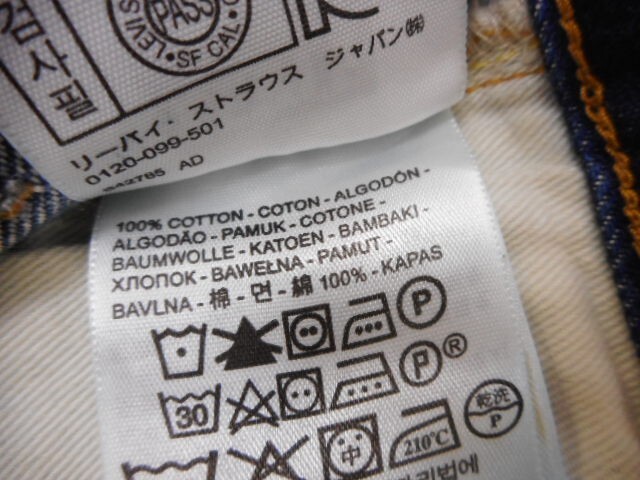 검사필
LEVI'S
PASS
SF CAL.
リーバイ・ストラウス ジャパン㈱
0120-099-501
AD
100% COTTON - COTON - ALGODÓN -
ALGODÃO - PAMUK - COTONE -
BAUMWOLLE - KATOEN - BAMBAKI -
ХЛОПОК - BAWEŁNA - PAMUT -
BAVLNA - 棉 - 면 - 綿 100% - KAPAS
P
30 P ®
中 210°C 乾洗 P